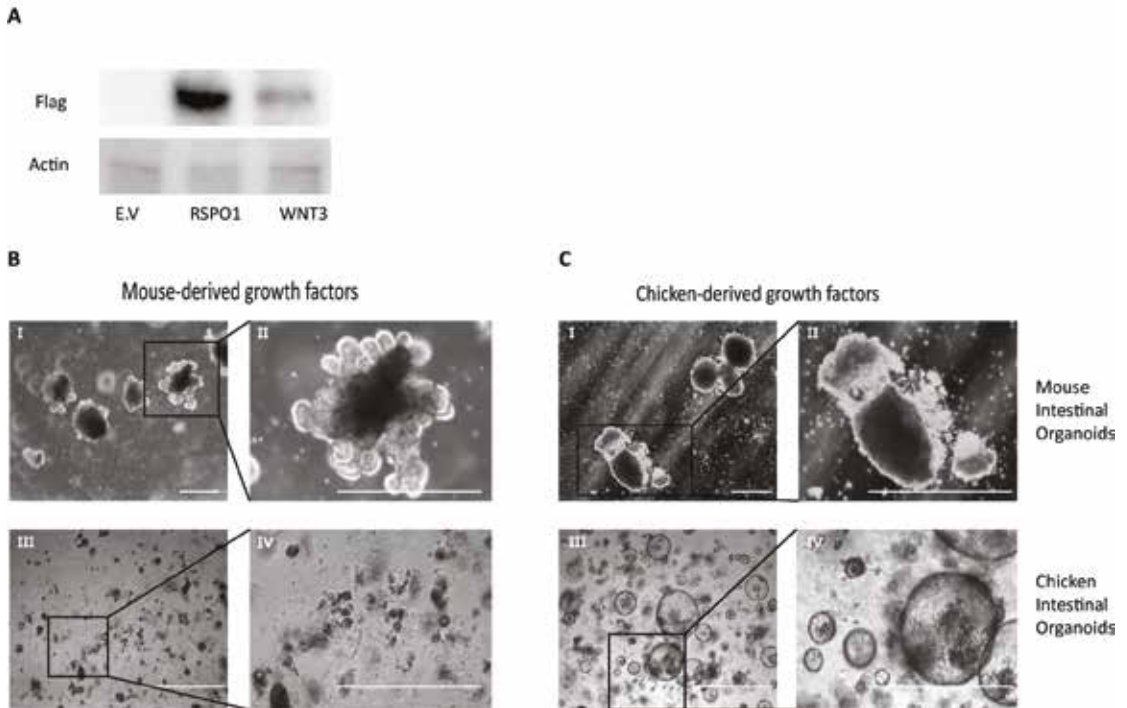 A
Flag
Actin
E.V RSPO1 WNT3
B
Mouse-derived growth factors
I
II
III
IV
C
Chicken-derived growth factors
I
II
Mouse
Intestinal
Organoids
III
IV
Chicken
Intestinal
Organoids